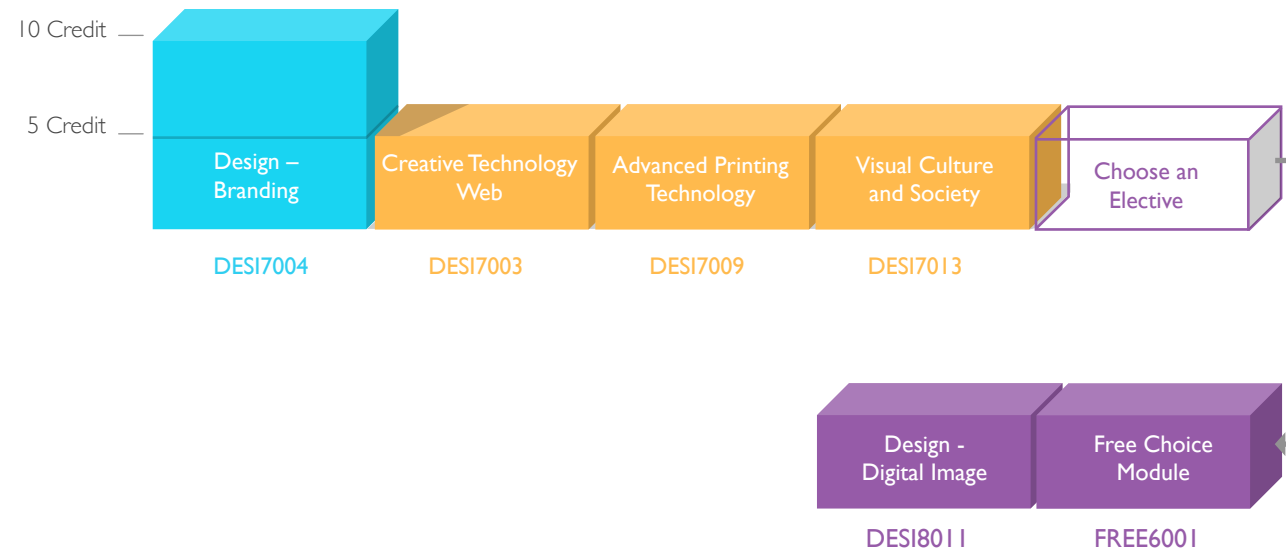 10 Credit
5 Credit
Design –
Branding
Creative Technology
Web
Advanced Printing
Technology
Visual Culture
and Society
Choose an
Elective
DESI7004
DESI7003
DESI7009
DESI7013
Design -
Digital Image
Free Choice
Module
DESI8011
FREE6001